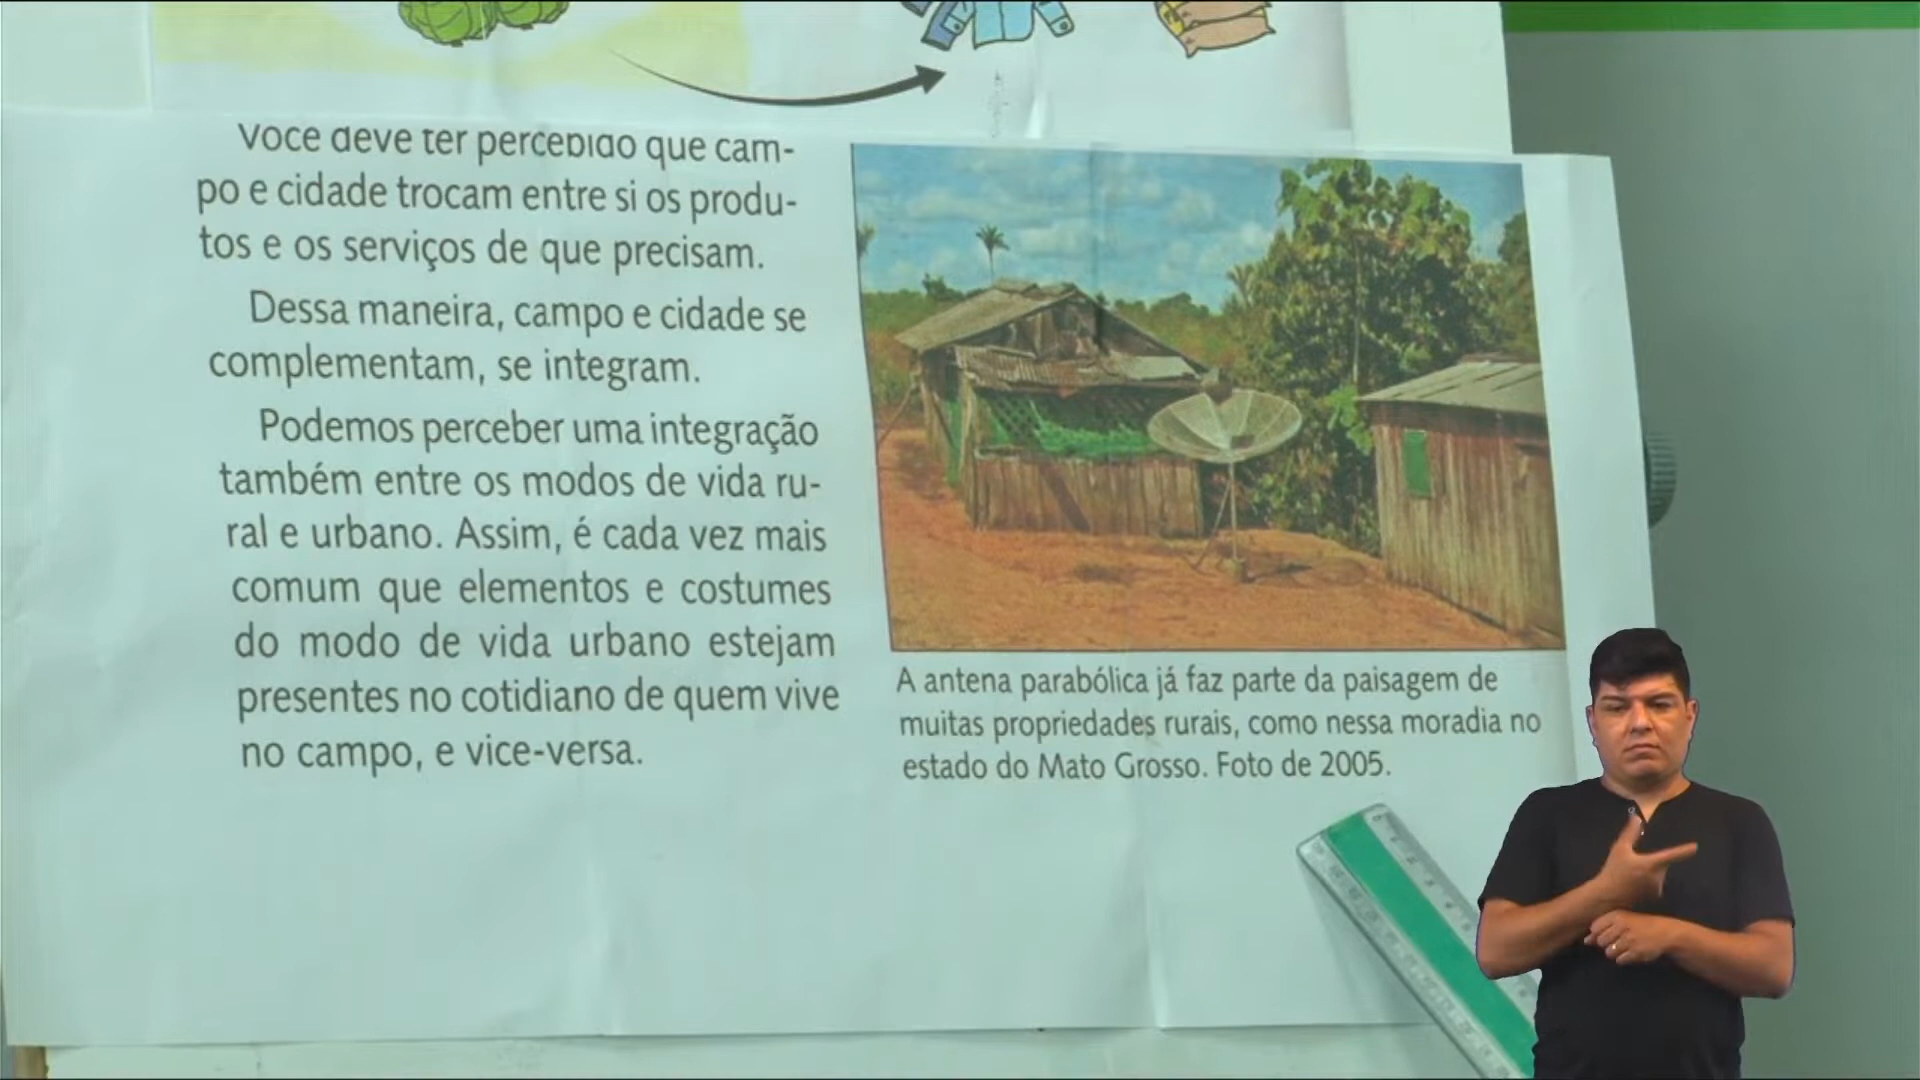 Você deve ter percebido que cam-
po e cidade trocam entre si os produ-
tos e os serviços de que precisam.
Dessa maneira, campo e cidade se
complementam, se integram.
Podemos perceber uma integração
também entre os modos de vida ru-
ral e urbano. Assim, é cada vez mais
comum que elementos e costumes
do modo de vida urbano estejam
presentes no cotidiano de quem vive
no campo, e vice-versa.
A antena parabólica já faz parte da paisagem de
muitas propriedades rurais, como nessa moradia no
estado do Mato Grosso. Foto de 2005.